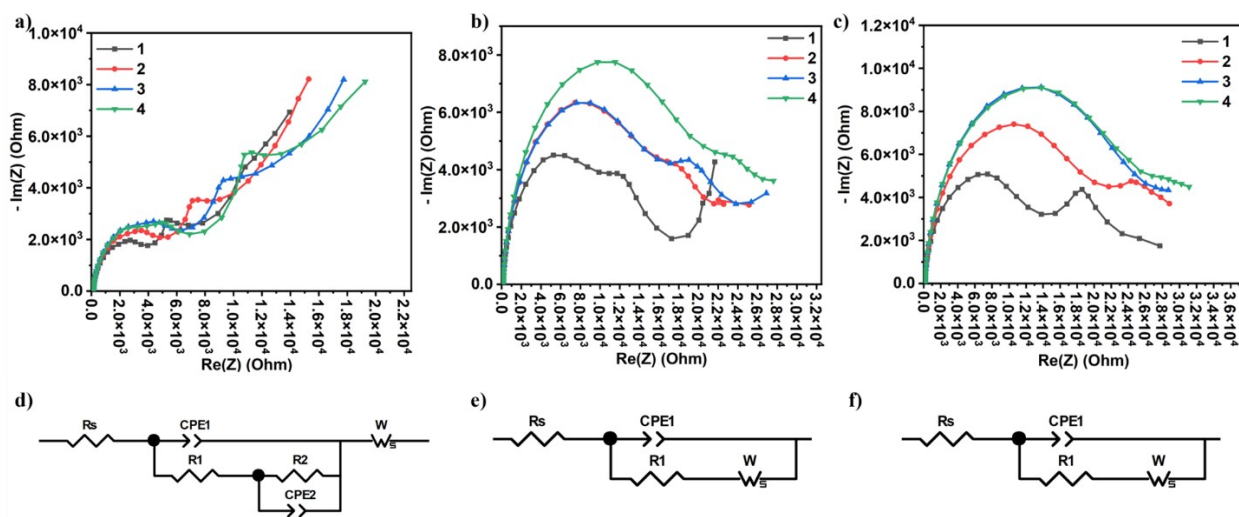 a)
- Im(Z) (Ohm)
1.0×10⁴
8.0×10³
6.0×10³
4.0×10³
2.0×10³
0.0
1
2
3
4
0.0
2.0×10³
4.0×10³
6.0×10³
8.0×10³
1.0×10⁴
1.2×10⁴
1.4×10⁴
1.6×10⁴
1.8×10⁴
2.0×10⁴
2.2×10⁴
Re(Z) (Ohm)
b)
- Im(Z) (Ohm)
8.0×10³
6.0×10³
4.0×10³
2.0×10³
0.0
1
2
3
4
0.0
2.0×10³
4.0×10³
6.0×10³
8.0×10³
1.0×10⁴
1.2×10⁴
1.4×10⁴
1.6×10⁴
1.8×10⁴
2.0×10⁴
2.2×10⁴
2.4×10⁴
2.6×10⁴
2.8×10⁴
3.0×10⁴
3.2×10⁴
Re(Z) (Ohm)
c)
- Im(Z) (Ohm)
1.2×10⁴
1.0×10⁴
8.0×10³
6.0×10³
4.0×10³
2.0×10³
0.0
1
2
3
4
0.0
2.0×10³
4.0×10³
6.0×10³
8.0×10³
1.0×10⁴
1.2×10⁴
1.4×10⁴
1.6×10⁴
1.8×10⁴
2.0×10⁴
2.2×10⁴
2.4×10⁴
2.6×10⁴
2.8×10⁴
3.0×10⁴
3.2×10⁴
3.4×10⁴
3.6×10⁴
Re(Z) (Ohm)
d)
Rs
CPE1
W
s
R1
R2
CPE2
e)
Rs
CPE1
R1
W
s
f)
Rs
CPE1
R1
W
s